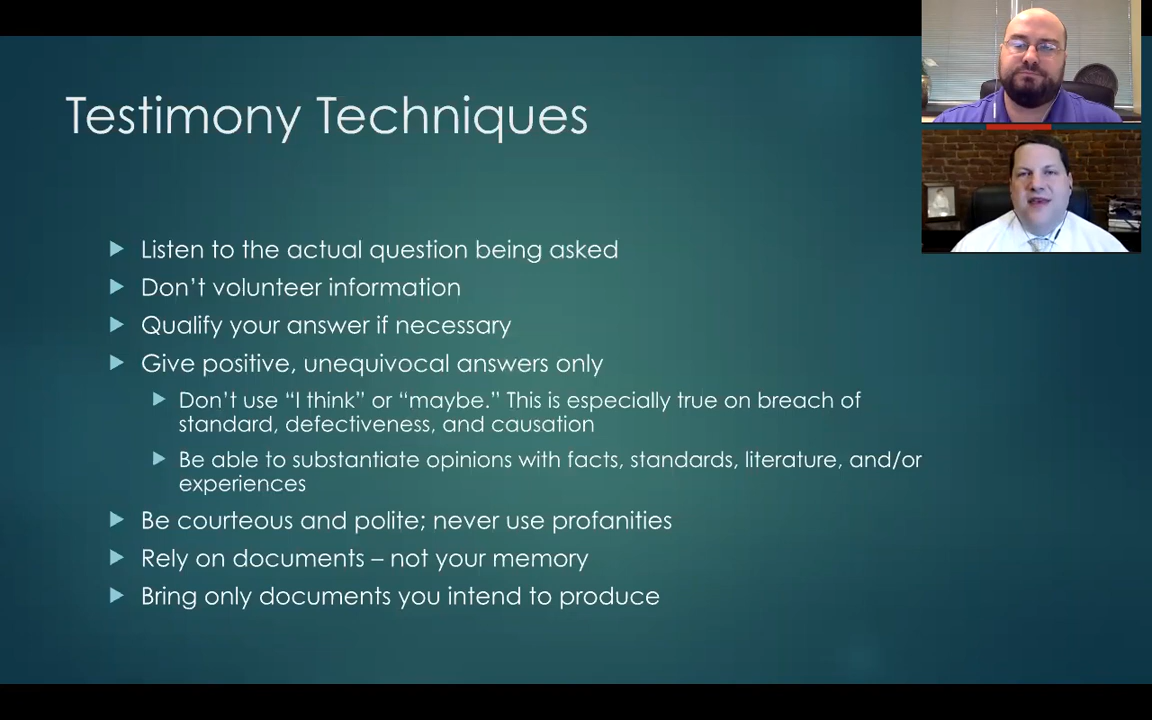 Testimony Techniques
Listen to the actual question being asked
Don’t volunteer information
Qualify your answer if necessary
Give positive, unequivocal answers only
Don’t use “I think” or “maybe.” This is especially true on breach of
standard, defectiveness, and causation
Be able to substantiate opinions with facts, standards, literature, and/or
experiences
Be courteous and polite; never use profanities
Rely on documents – not your memory
Bring only documents you intend to produce